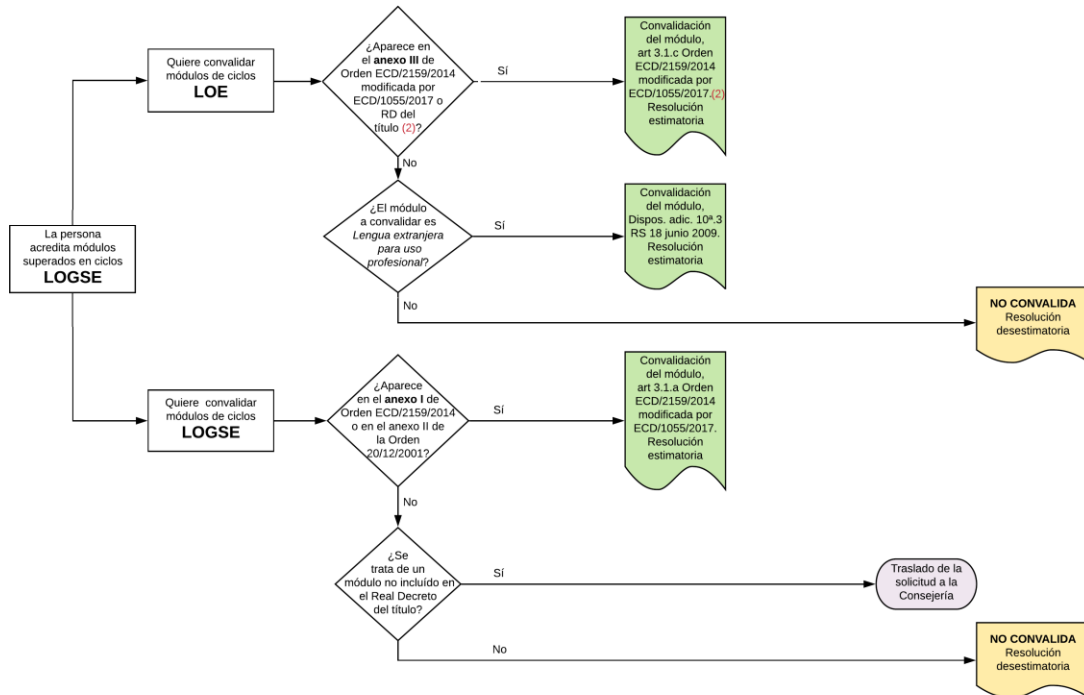 Quiere convalidar
módulos de ciclos
LOE
¿Aparece en
el anexo III de
Orden ECD/2159/2014
modificada por
ECD/1055/2017 o
RD del
título (2)?
Sí
Convalidación
del módulo,
art 3.1.c Orden
ECD/2159/2014
modificada por
ECD/1055/2017.(2)
Resolución
estimatoria
No
¿El módulo
a convalidar es
Lengua extranjera
para uso
profesional?
Sí
Convalidación
del módulo,
Dispos. adic. 10ª.3
RS 18 junio 2009.
Resolución
estimatoria
No
NO CONVALIDA
Resolución
desestimatoria
La persona
acredita módulos
superados en ciclos
LOGSE
Quiere convalidar
módulos de ciclos
LOGSE
¿Aparece
en el anexo I de
Orden ECD/2159/2014
o en el anexo II de
la Orden
20/12/2001?
Sí
Convalidación
del módulo,
art 3.1.a Orden
ECD/2159/2014
modificada por
ECD/1055/2017.
Resolución
estimatoria
No
¿Se
trata de un
módulo no incluído en
el Real Decreto
del título?
Sí
Traslado de la
solicitud a la
Consejería
No
NO CONVALIDA
Resolución
desestimatoria